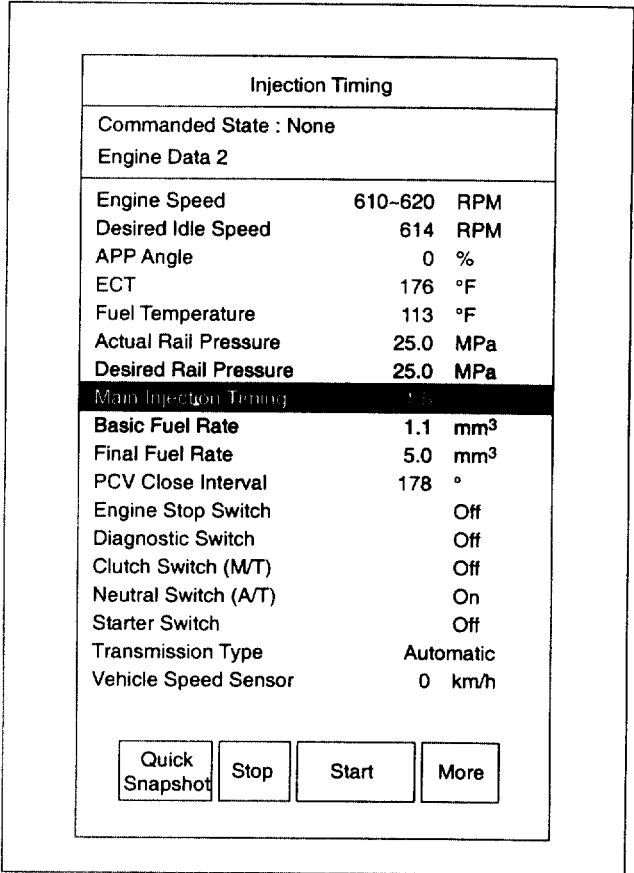 Injection Timing
Commanded State : None
Engine Data 2
Engine Speed 610~620 RPM
Desired Idle Speed 614 RPM
APP Angle 0 %
ECT 176 °F
Fuel Temperature 113 °F
Actual Rail Pressure 25.0 MPa
Desired Rail Pressure 25.0 MPa
Main Injection Timing
Basic Fuel Rate 1.1 mm³
Final Fuel Rate 5.0 mm³
PCV Close Interval 178 °
Engine Stop Switch Off
Diagnostic Switch Off
Clutch Switch (M/T) Off
Neutral Switch (A/T) On
Starter Switch Off
Transmission Type Automatic
Vehicle Speed Sensor 0 km/h
Quick Snapshot
Stop
Start
More